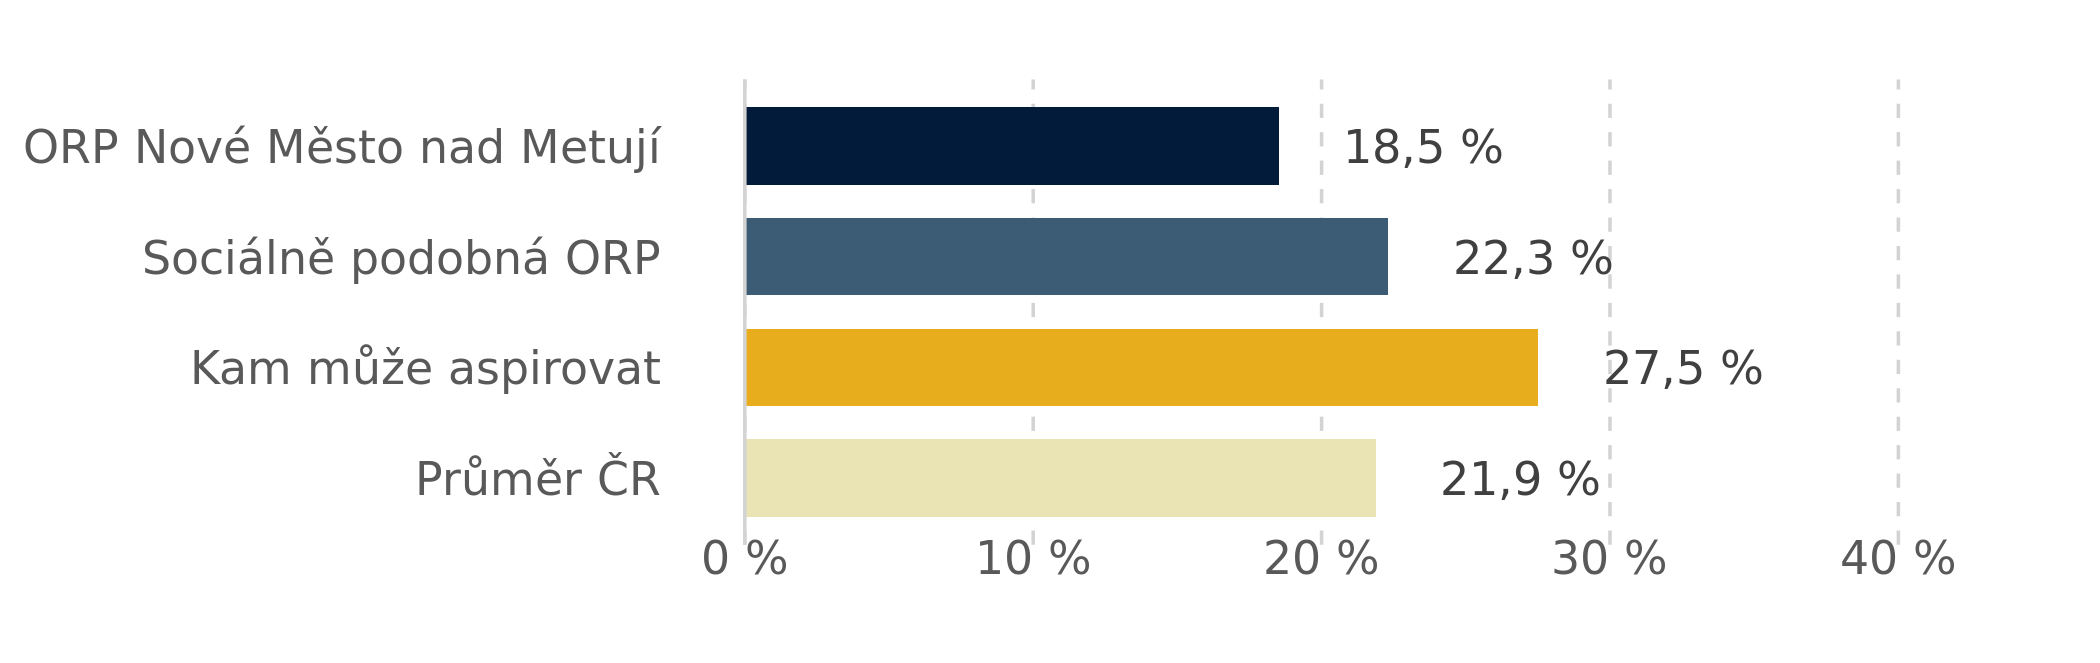 ORP Nové Město nad Metují 18,5 %
Sociálně podobná ORP 22,3 %
Kam může aspirovat 27,5 %
Průměr ČR 21,9 %
0 % 10 % 20 % 30 % 40 %